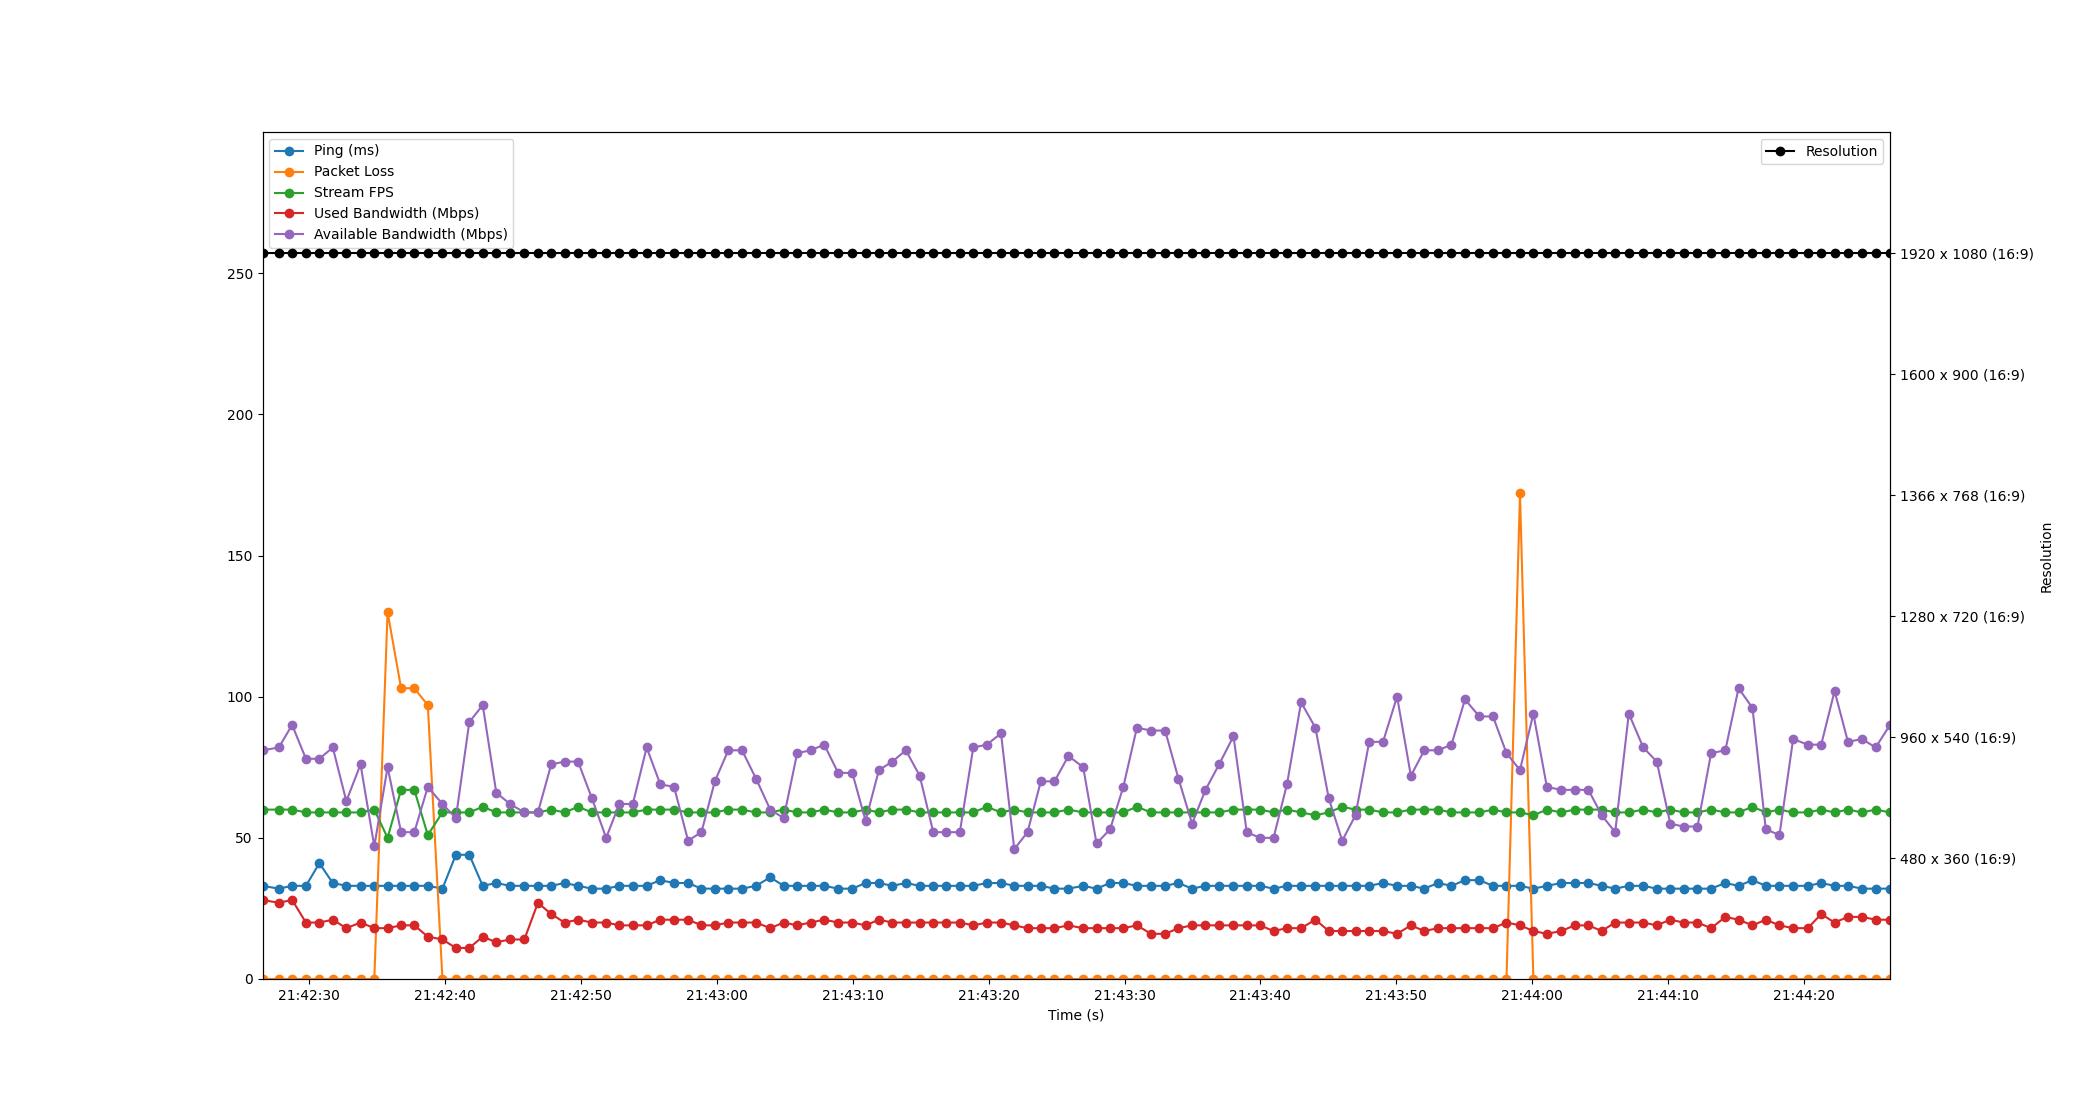 Ping (ms)
Packet Loss
Stream FPS
Used Bandwidth (Mbps)
Available Bandwidth (Mbps)
Resolution
250
200
150
100
50
0
1920 x 1080 (16:9)
1600 x 900 (16:9)
1366 x 768 (16:9)
1280 x 720 (16:9)
960 x 540 (16:9)
480 x 360 (16:9)
Resolution
21:42:30 21:42:40 21:42:50 21:43:00 21:43:10 21:43:20 21:43:30 21:43:40 21:43:50 21:44:00 21:44:10 21:44:20
Time (s)